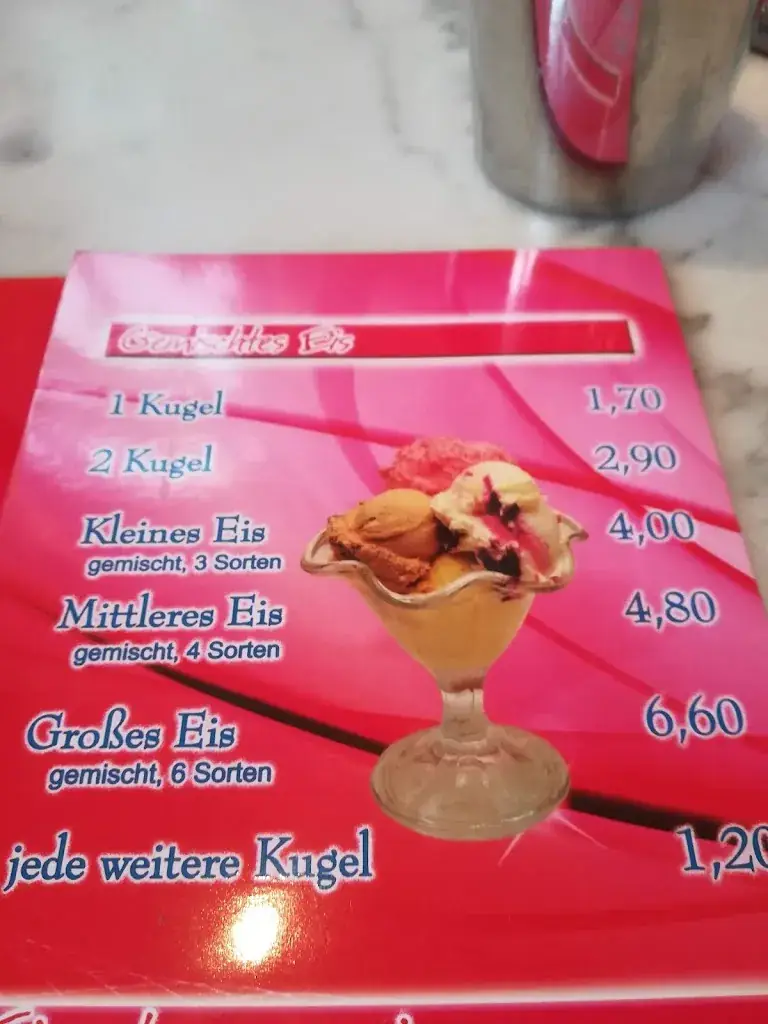 Gemischtes Eis
1 Kugel 1,70
2 Kugel 2,90
Kleines Eis 4,00
gemischt, 3 Sorten
Mittleres Eis 4,80
gemischt, 4 Sorten
Großes Eis 6,60
gemischt, 6 Sorten
jede weitere Kugel 1,20